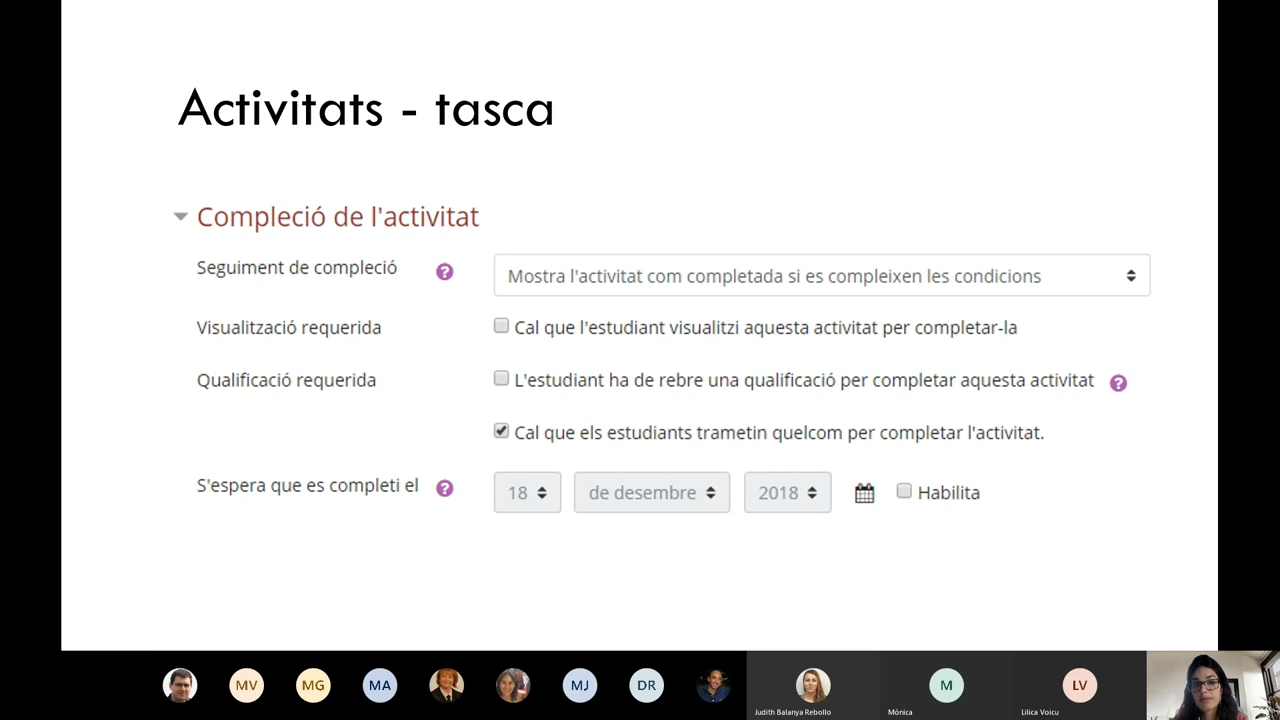 Activitats - tasca
Compleció de l'activitat
Seguiment de compleció ? Mostra l'activitat com completada si es compleixen les condicions
Visualització requerida Cal que l'estudiant visualitzi aquesta activitat per completar-la
Qualificació requerida L'estudiant ha de rebre una qualificació per completar aquesta activitat ?
Cal que els estudiants trametin quelcom per completar l'activitat.
S'espera que es completi el ? 18 de desembre 2018 Habilita
MV MG MA MJ DR M LV
Judith Balanya Rebollo Mònica Lilica Voicu